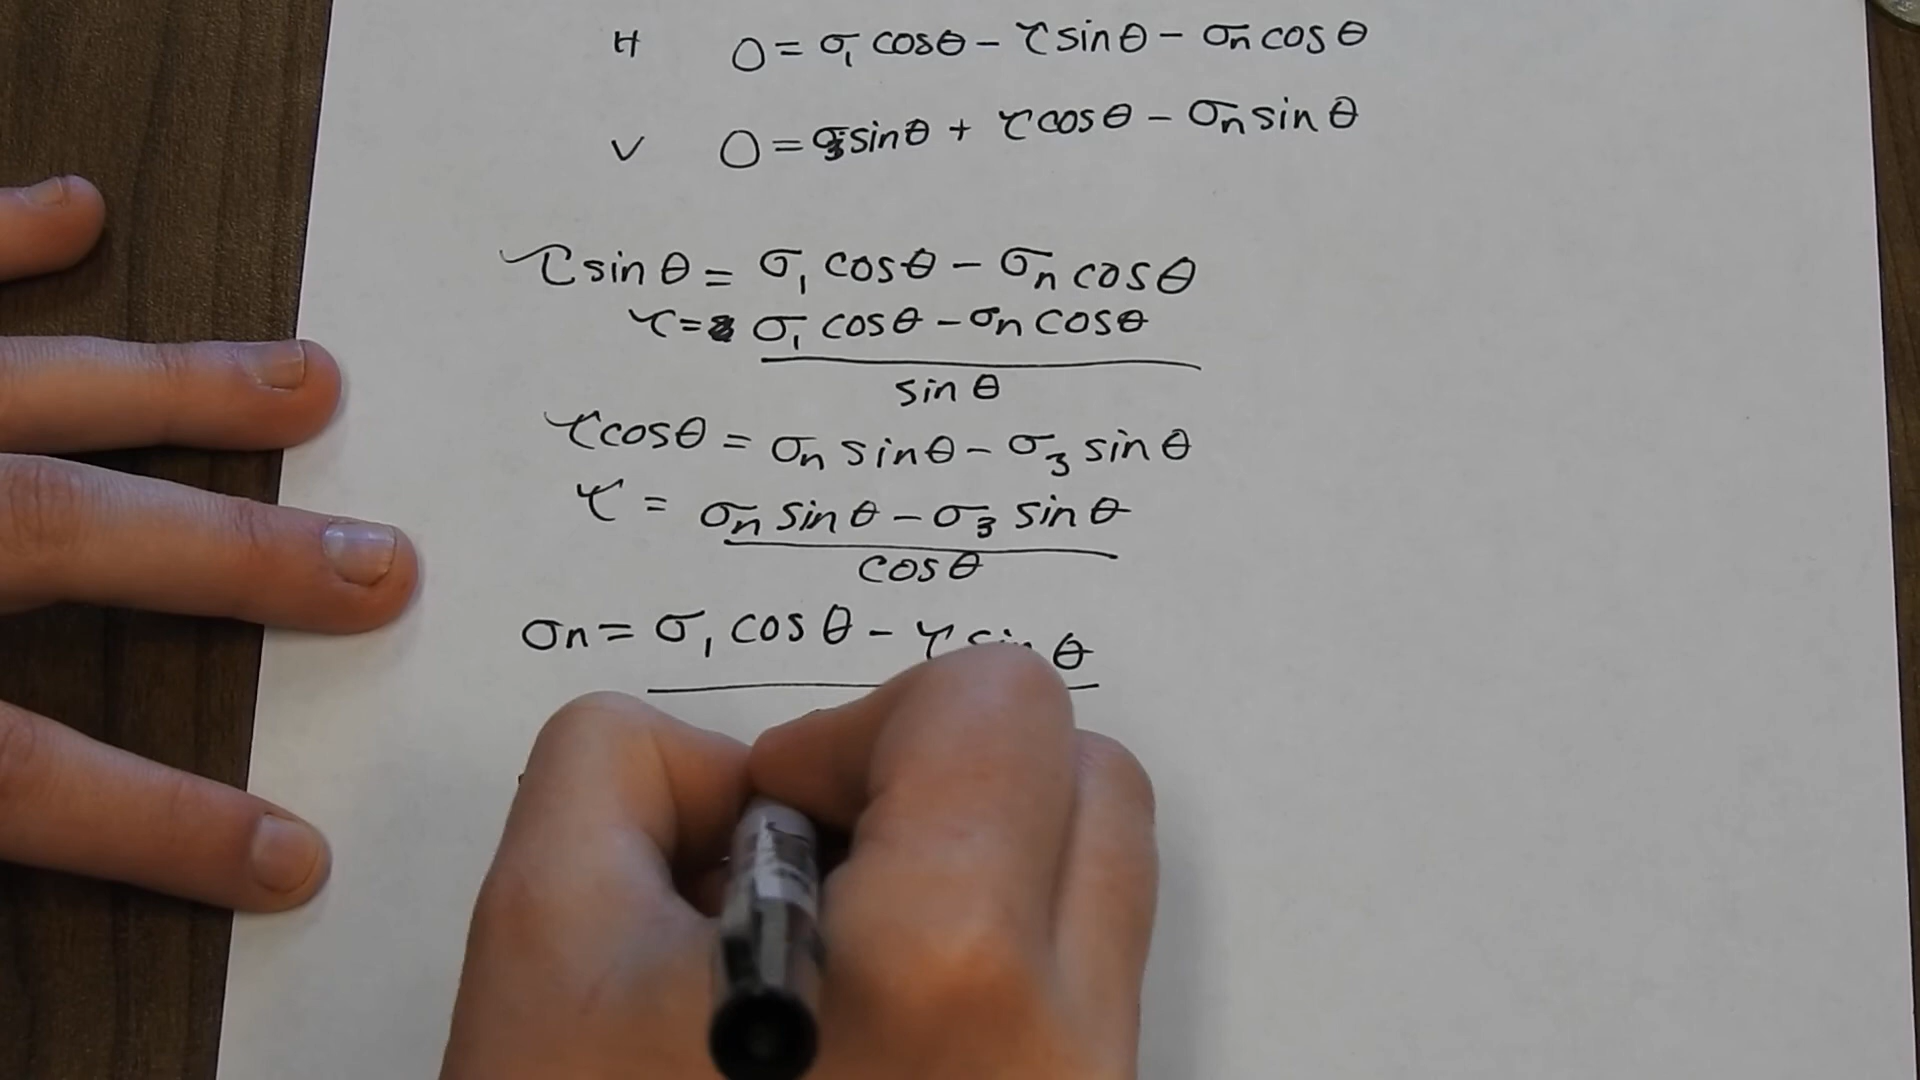 H 0 = σ₁ cosθ - τ sinθ - σn cosθ
V 0 = σ₃ sinθ + τ cosθ - σn sinθ
τ sinθ = σ₁ cosθ - σn cosθ
τ = σ₁ cosθ - σn cosθ
sinθ
τ cosθ = σn sinθ - σ₃ sinθ
τ = σn sinθ - σ₃ sinθ
cosθ
σn = σ₁ cosθ - τ sinθ